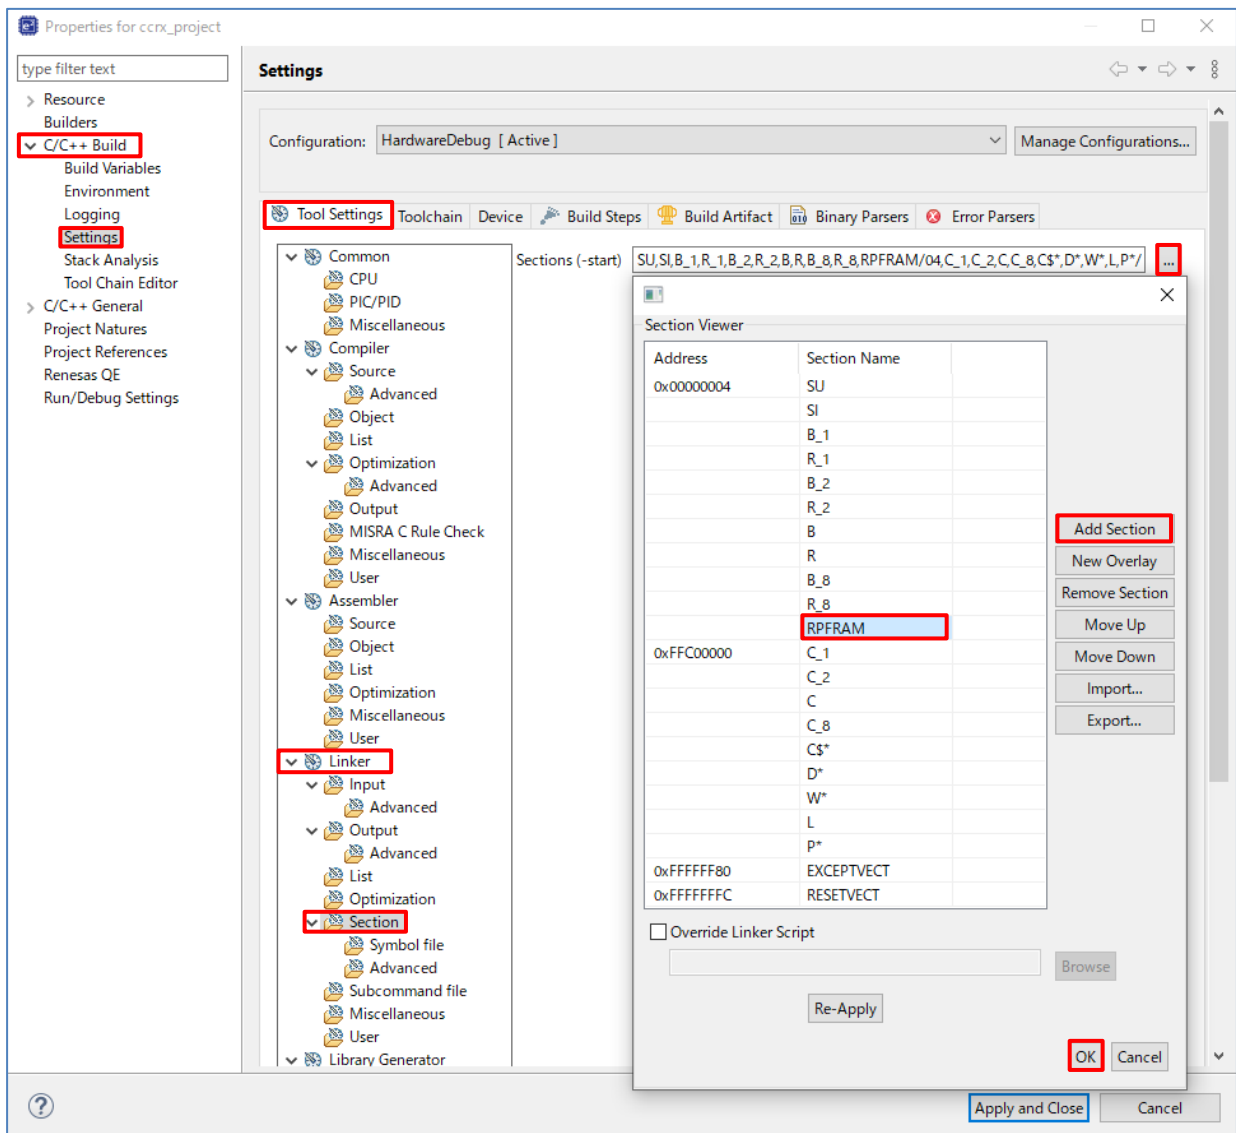 Properties for ccrx_project
type filter text
Resource
Builders
C/C++ Build
Build Variables
Environment
Logging
Settings
Stack Analysis
Tool Chain Editor
C/C++ General
Project Natures
Project References
Renesas QE
Run/Debug Settings
Settings
Configuration: HardwareDebug [ Active ] Manage Configurations...
Tool Settings Toolchain Device Build Steps Build Artifact Binary Parsers Error Parsers
Common
CPU
PIC/PID
Miscellaneous
Compiler
Source
Advanced
Object
List
Optimization
Advanced
Output
MISRA C Rule Check
Miscellaneous
User
Assembler
Source
Object
List
Optimization
Miscellaneous
User
Linker
Input
Advanced
Output
Advanced
List
Optimization
Section
Symbol file
Advanced
Subcommand file
Miscellaneous
User
Library Generator
Sections (-start) SU,SI,B_1,R_1,B_2,R_2,B,R,B_8,R_8,RPFRAM/04,C_1,C_2,C,C_8,C$*,D*,W*,L,P*/ ...
Section Viewer
Address Section Name
0x00000004 SU
SI
B_1
R_1
B_2
R_2
B
R
B_8
R_8
RPFRAM
0xFFC00000 C_1
C_2
C
C_8
C$*
D*
W*
L
P*
0xFFFFFF80 EXCEPTVECT
0xFFFFFFFC RESETVECT
Add Section
New Overlay
Remove Section
Move Up
Move Down
Import...
Export...
Override Linker Script
Browse
Re-Apply
OK Cancel
? Apply and Close Cancel